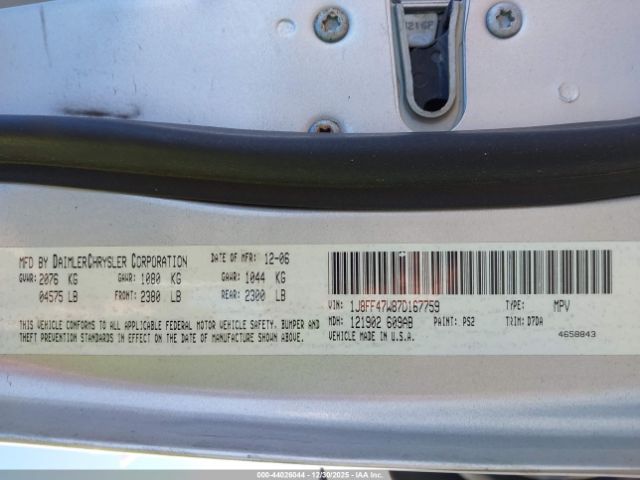 1216P
MFD BY DAIMLERCHRYSLER CORPORATION DATE OF MFR: 12-06
GVWR: 2076 KG GAWR: 1080 KG GAWR: 1044 KG
04575 LB FRONT: 2380 LB REAR: 2300 LB
THIS VEHICLE CONFORMS TO ALL APPLICABLE FEDERAL MOTOR VEHICLE SAFETY, BUMPER AND
THEFT PREVENTION STANDARDS IN EFFECT ON THE DATE OF MANUFACTURE SHOWN ABOVE.
VIN: 1J8FF47W87D167759 TYPE: MPV
MDH: 121902 609AB PAINT: PS2 TRIM: D7DA
VEHICLE MADE IN U.S.A. 4658843
000-44026044 - 12/30/2025 - IAAI.COM